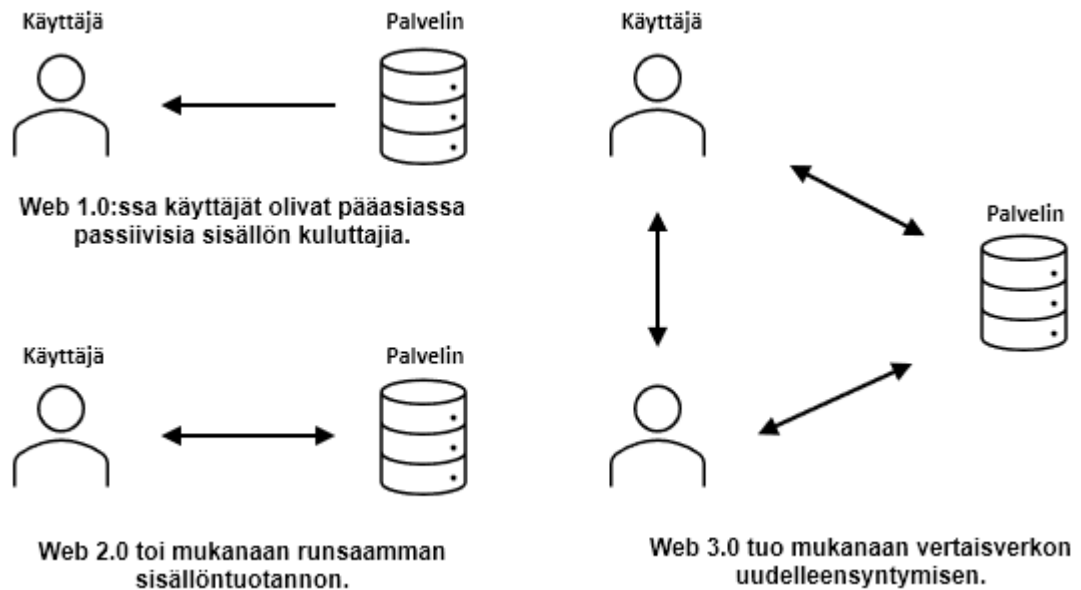 Käyttäjä
Palvelin
Web 1.0:ssa käyttäjät olivat pääasiassa
passiivisia sisällön kuluttajia.
Käyttäjä
Palvelin
Web 2.0 toi mukanaan runsaamman
sisällöntuotannon.
Käyttäjä
Palvelin
Web 3.0 tuo mukanaan vertaisverkon
uudelleensyntymisen.